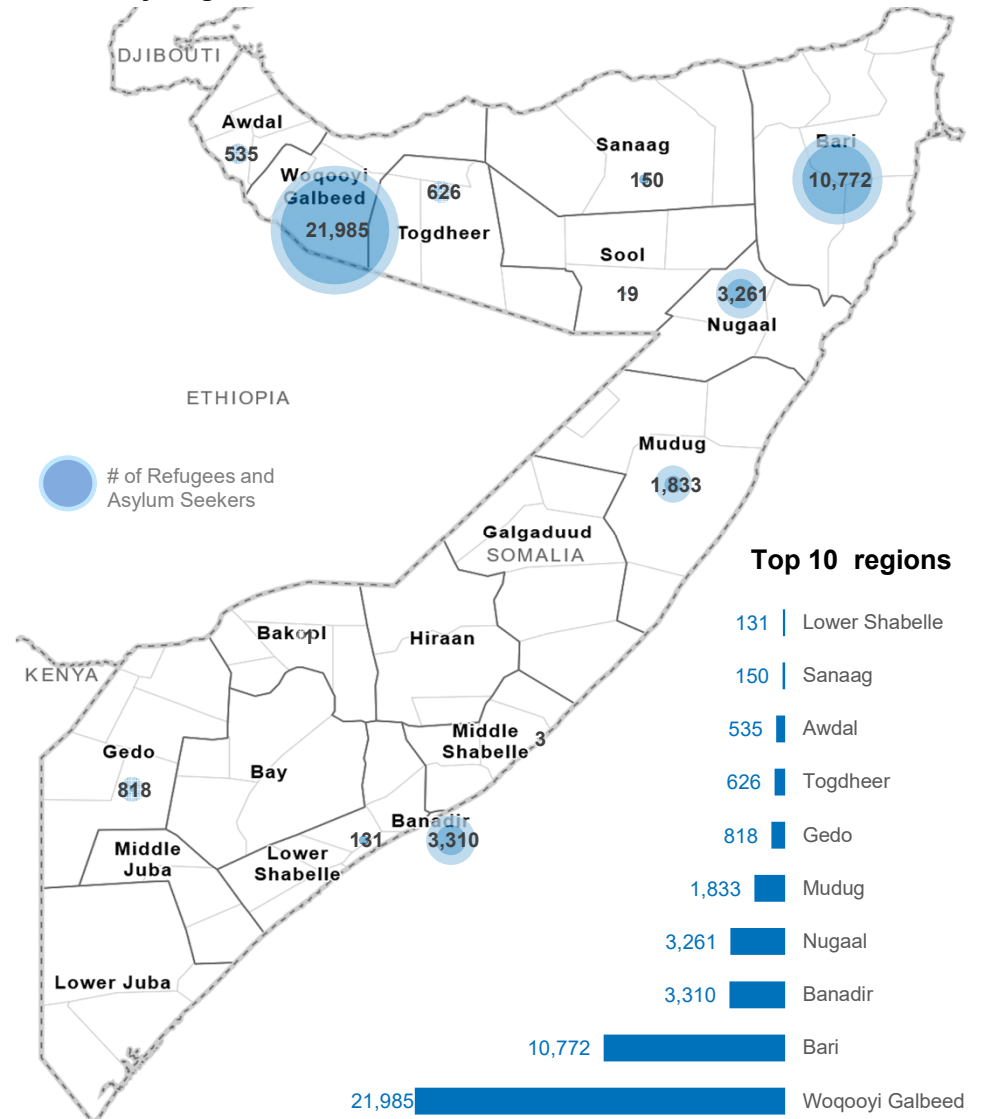 DJIBOUTI
Awdal
535
Woqooyi
Galbeed
21,985
626
Togdheer
Sanaag
150
Bari
10,772
Sool
19
3,261
Nugaal
ETHIOPIA
Mudug
1,833
# of Refugees and
Asylum Seekers
Galgaduud
SOMALIA
Hiraan
KENYA
Gedo
818
Bay
Middle
Shabelle
3
Banadir
3,310
131
Lower
Shabelle
Middle
Juba
Lower Juba
Top 10 regions
131 Lower Shabelle
150 Sanaag
535 Awdal
626 Togdheer
818 Gedo
1,833 Mudug
3,261 Nugaal
3,310 Banadir
10,772 Bari
21,985 Woqooyi Galbeed